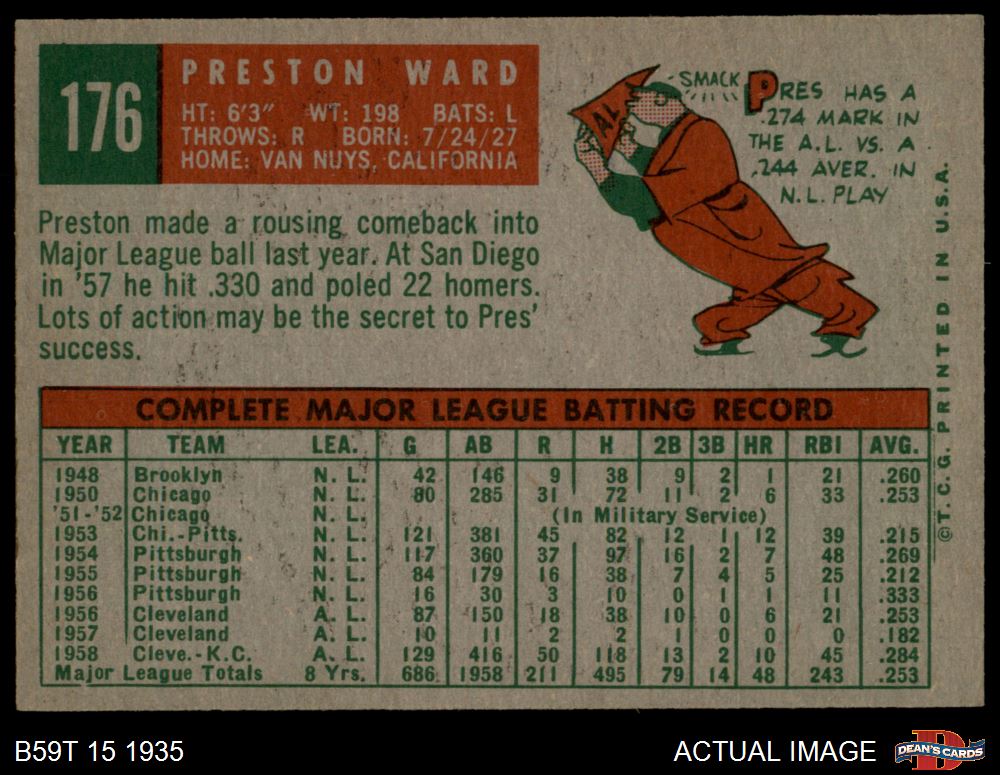 176
PRESTON WARD
HT: 6'3" WT: 198 BATS: L
THROWS: R BORN: 7/24/27
HOME: VAN NUYS, CALIFORNIA
Preston made a rousing comeback into
Major League ball last year. At San Diego
in '57 he hit .330 and poled 22 homers.
Lots of action may be the secret to Pres'
success.
AL
SMACK
PRES HAS A
.274 MARK IN
THE A.L. VS. A
.244 AVER. IN
N.L. PLAY
COMPLETE MAJOR LEAGUE BATTING RECORD
YEAR TEAM LEA. G AB R H 2B 3B HR RBI AVG.
1948 Brooklyn N. L. 42 146 9 38 9 2 1 21 .260
1950 Chicago N. L. 80 285 31 72 11 2 6 33 .253
'51-'52 Chicago N. L. (In Military Service)
1953 Chi.-Pitts. N. L. 121 381 45 82 12 1 12 39 .215
1954 Pittsburgh N. L. 117 360 37 97 16 2 7 48 .269
1955 Pittsburgh N. L. 84 179 16 38 7 4 5 25 .212
1956 Pittsburgh N. L. 16 30 3 10 0 1 1 11 .333
1956 Cleveland A. L. 87 150 18 38 10 0 6 21 .253
1957 Cleveland A. L. 10 11 2 2 1 0 0 0 .182
1958 Cleve.-K.C. A. L. 129 416 50 118 13 2 10 45 .284
Major League Totals 8 Yrs. 686 1958 211 495 79 14 48 243 .253
©T.C.G. PRINTED IN U.S.A.
B59T 15 1935
ACTUAL IMAGE
D
DEAN'S CARDS